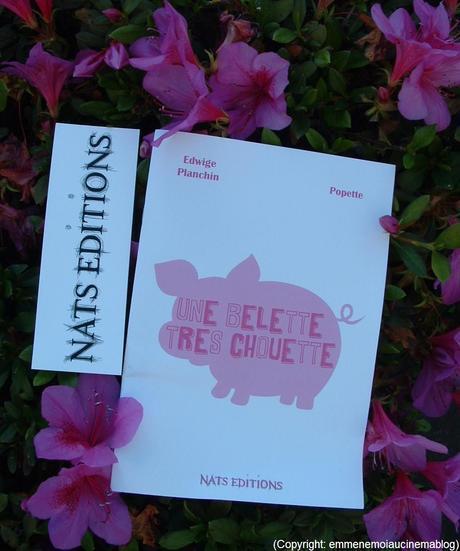 NATS EDITIONS
Edwige
Planchin
Popette
UNE BELETTE
TRES CHOUETTE
NATS EDITIONS
(Copyright: emmenemoiaucinemablog)